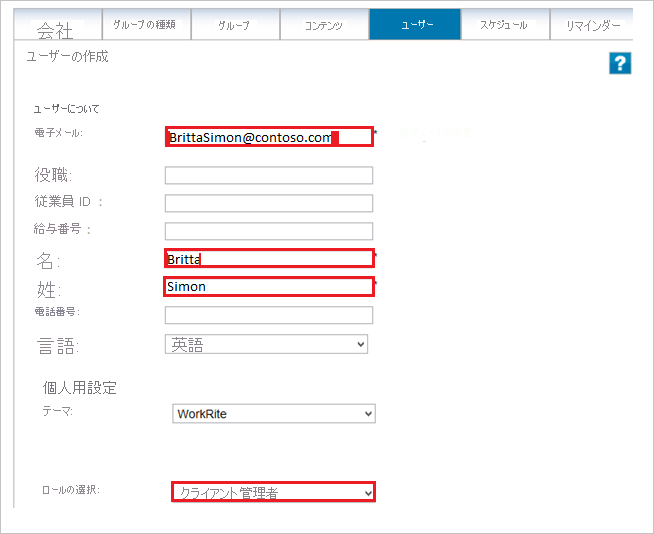 会社 グループの種類 グループ コンテンツ ユーザー スケジュール リマインダー
ユーザーの作成
?
ユーザーについて
電子メール: BrittaSimon@contoso.com *
役職:
従業員 ID :
給与番号 :
名: Britta *
姓: Simon *
電話番号:
言語: 英語
個人用設定
テーマ: WorkRite
ロールの選択: クライアント管理者